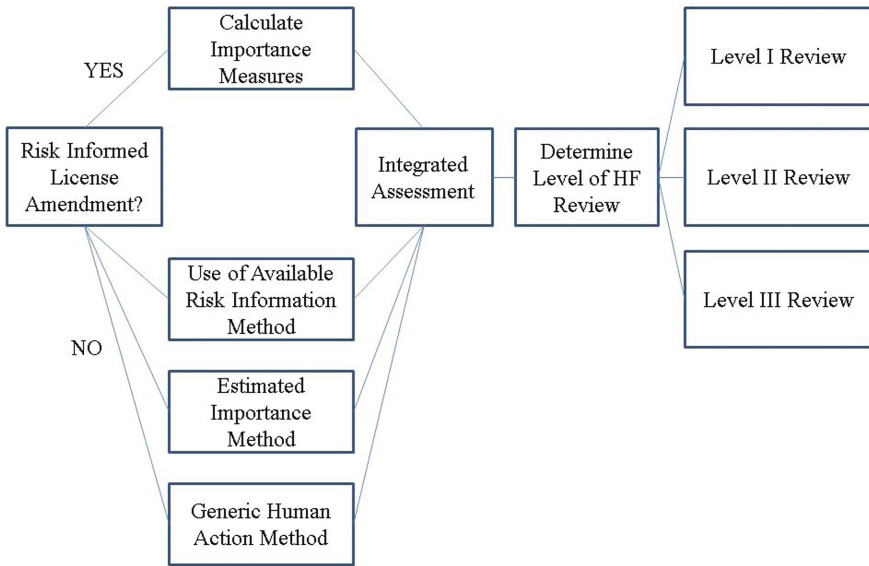 Calculate
Importance
Measures
YES
Risk Informed
License
Amendment?
Integrated
Assessment
Determine
Level of HF
Review
Level I Review
Level II Review
Level III Review
Use of Available
Risk Information
Method
NO
Estimated
Importance
Method
Generic Human
Action Method